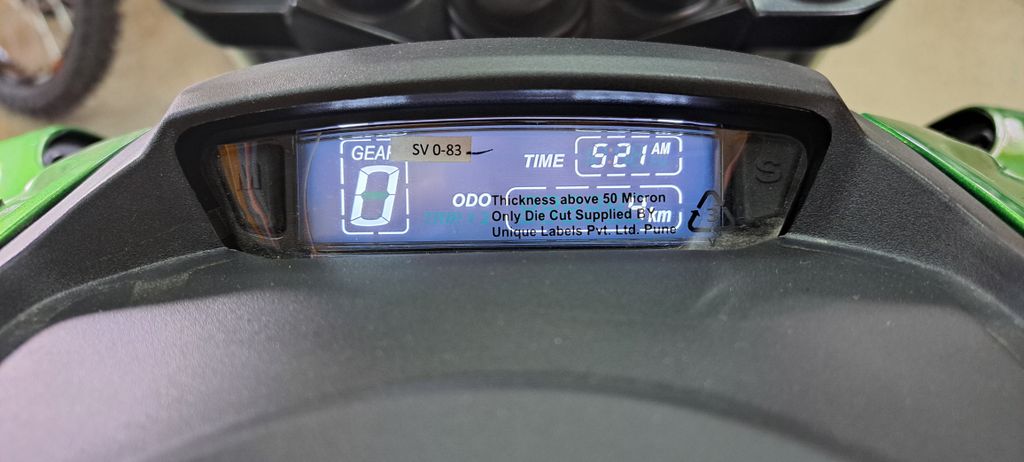 GEAR SV 0-83
TIME 5:21 AM
0
ODO km
Thickness above 50 Micron
Only Die Cut Supplied BY
Unique Labels Pvt. Ltd. Pune
M
S